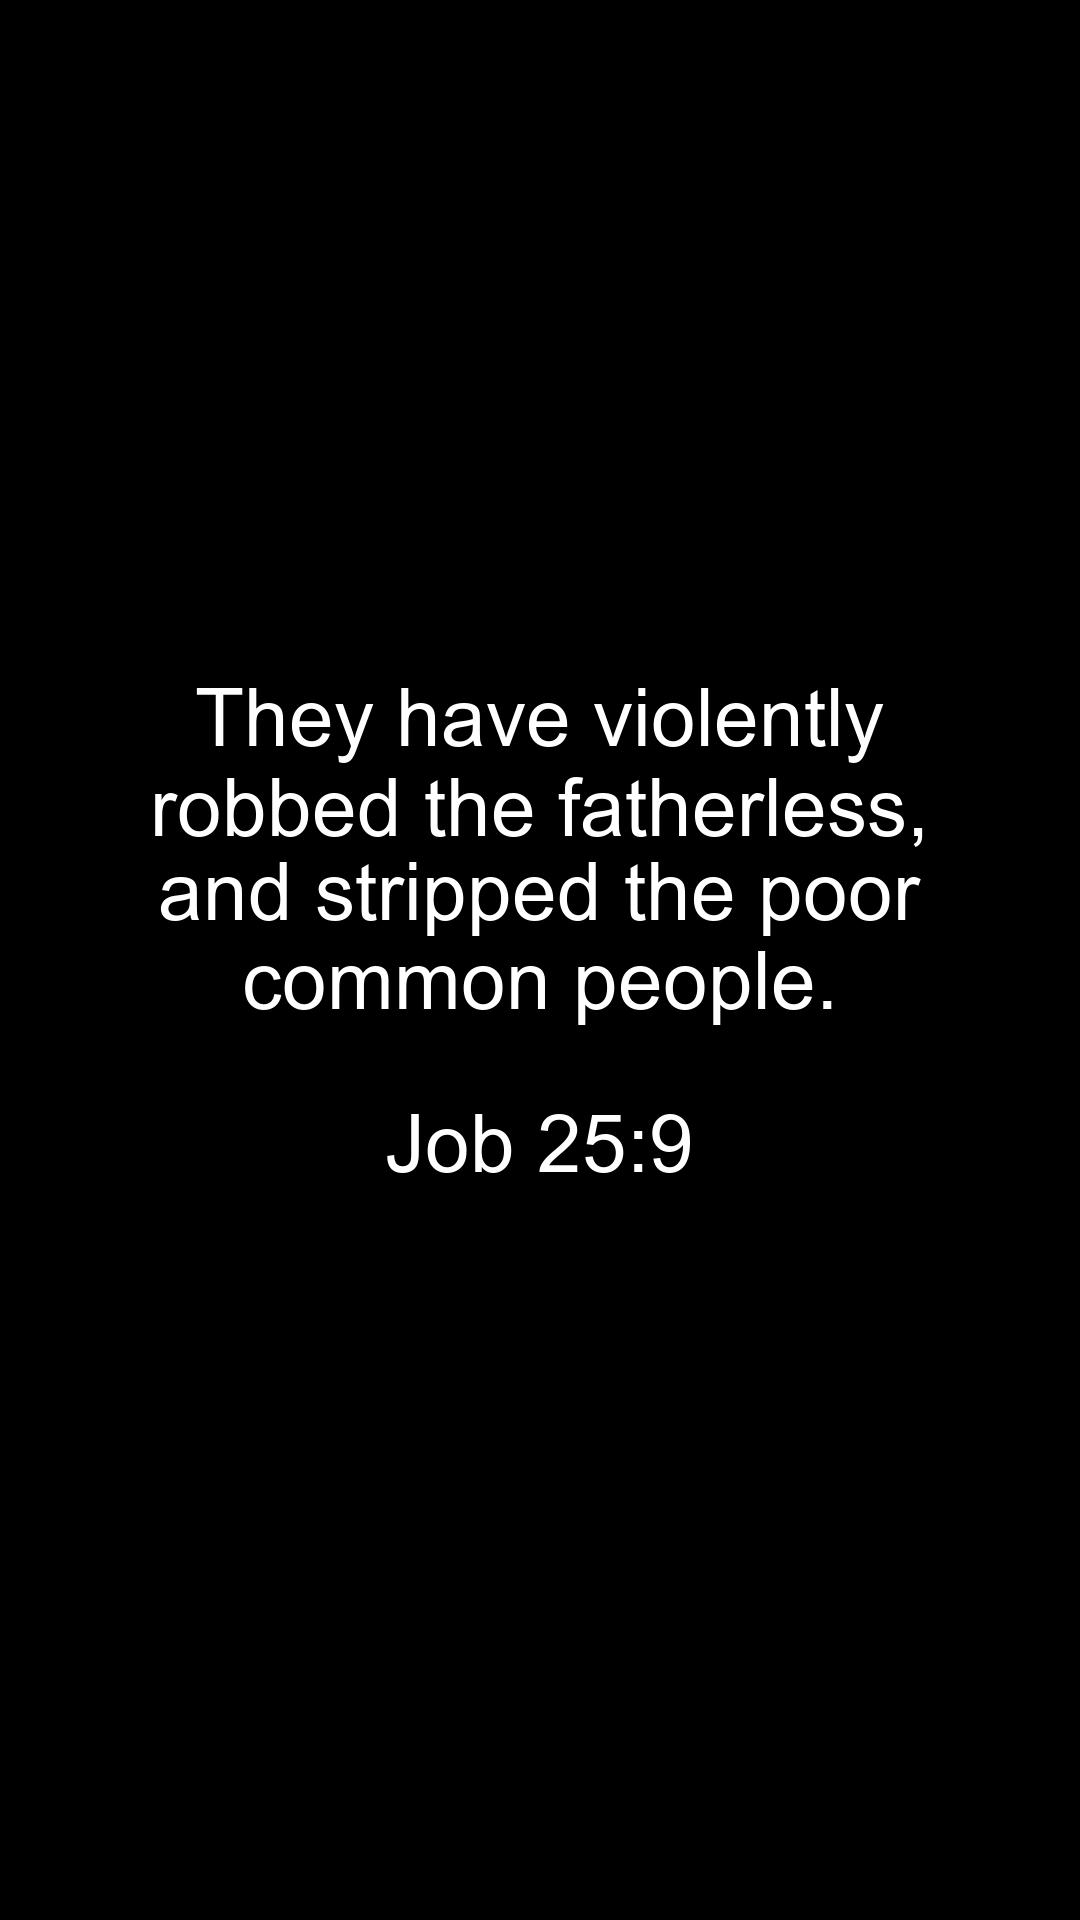 They have violently
robbed the fatherless,
and stripped the poor
common people.
Job 25:9